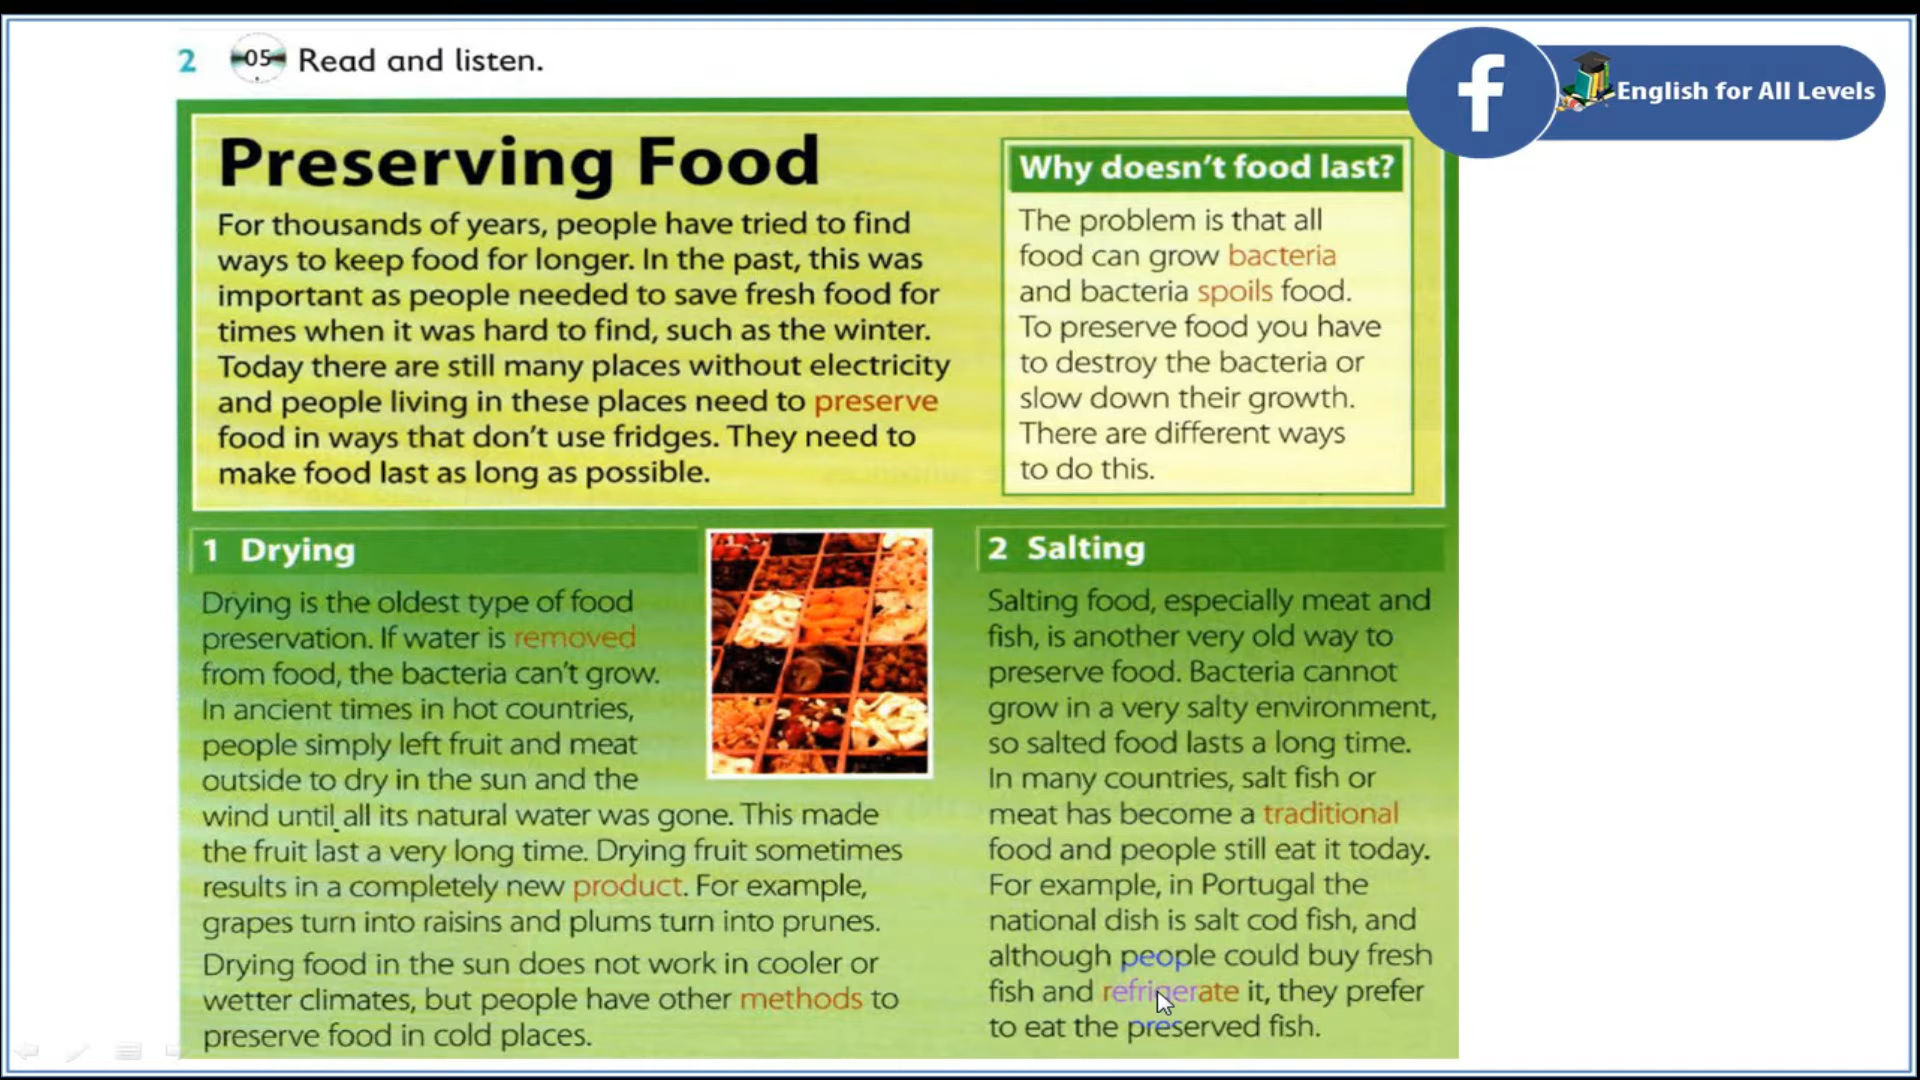 2 05 Read and listen.
English for All Levels
Preserving Food
For thousands of years, people have tried to find
ways to keep food for longer. In the past, this was
important as people needed to save fresh food for
times when it was hard to find, such as the winter.
Today there are still many places without electricity
and people living in these places need to preserve
food in ways that don't use fridges. They need to
make food last as long as possible.
Why doesn't food last?
The problem is that all
food can grow bacteria
and bacteria spoils food.
To preserve food you have
to destroy the bacteria or
slow down their growth.
There are different ways
to do this.
1 Drying
Drying is the oldest type of food
preservation. If water is removed
from food, the bacteria can't grow.
In ancient times in hot countries,
people simply left fruit and meat
outside to dry in the sun and the
wind until all its natural water was gone. This made
the fruit last a very long time. Drying fruit sometimes
results in a completely new product. For example,
grapes turn into raisins and plums turn into prunes.
Drying food in the sun does not work in cooler or
wetter climates, but people have other methods to
preserve food in cold places.
2 Salting
Salting food, especially meat and
fish, is another very old way to
preserve food. Bacteria cannot
grow in a very salty environment,
so salted food lasts a long time.
In many countries, salt fish or
meat has become a traditional
food and people still eat it today.
For example, in Portugal the
national dish is salt cod fish, and
although people could buy fresh
fish and refrigerate it, they prefer
to eat the preserved fish.